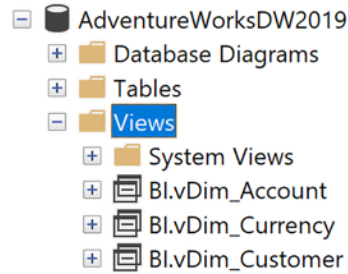 AdventureWorksDW2019
Database Diagrams
Tables
Views
System Views
BI.vDim_Account
BI.vDim_Currency
BI.vDim_Customer